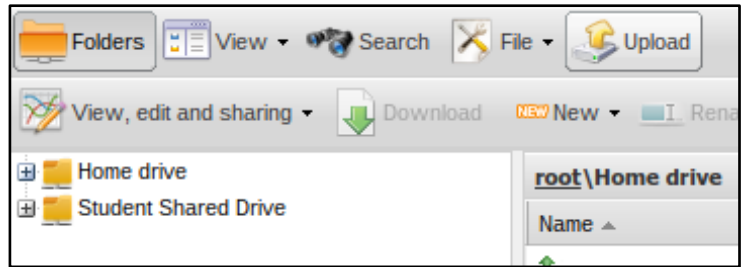 Folders View Search File Upload
View, edit and sharing Download NEW New Rena
Home drive
Student Shared Drive
root\Home drive
Name